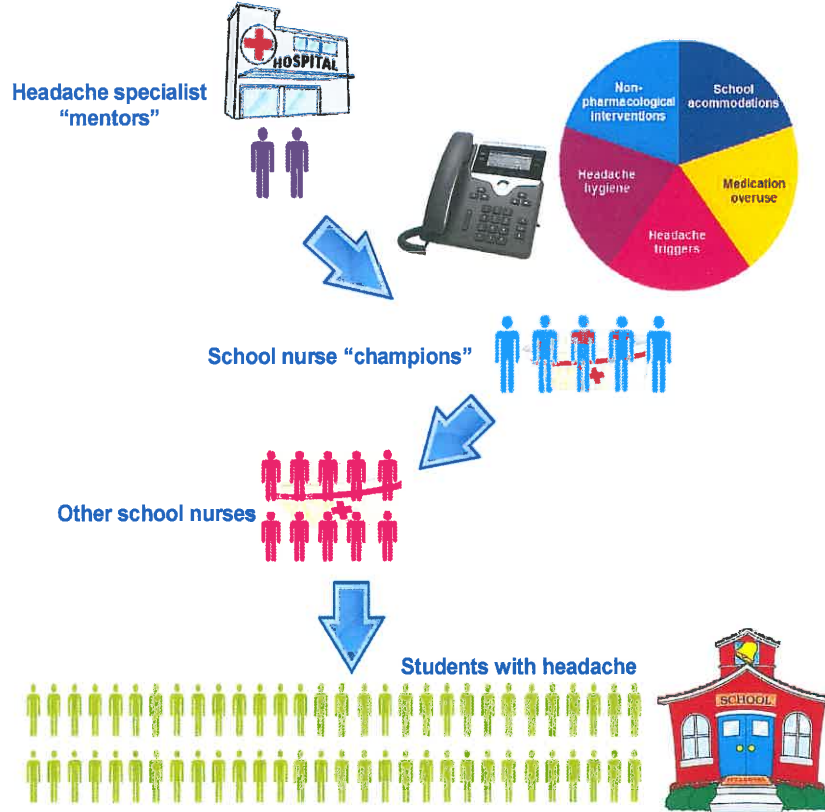 HOSPITAL
Headache specialist
“mentors”
Non-
pharmacological
interventions
School
acommodations
Headache
hygiene
Medication
overuse
Headache
triggers
School nurse “champions”
Other school nurses
Students with headache
SCHOOL